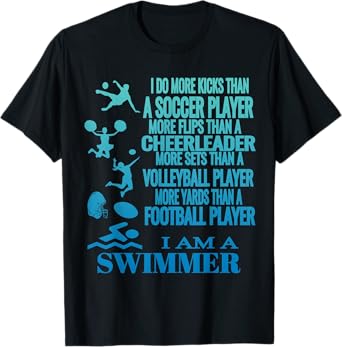 I DO MORE KICKS THAN
A SOCCER PLAYER
MORE FLIPS THAN A
CHEERLEADER
MORE SETS THAN A
VOLLEYBALL PLAYER
MORE YARDS THAN A
FOOTBALL PLAYER
I AM A
SWIMMER